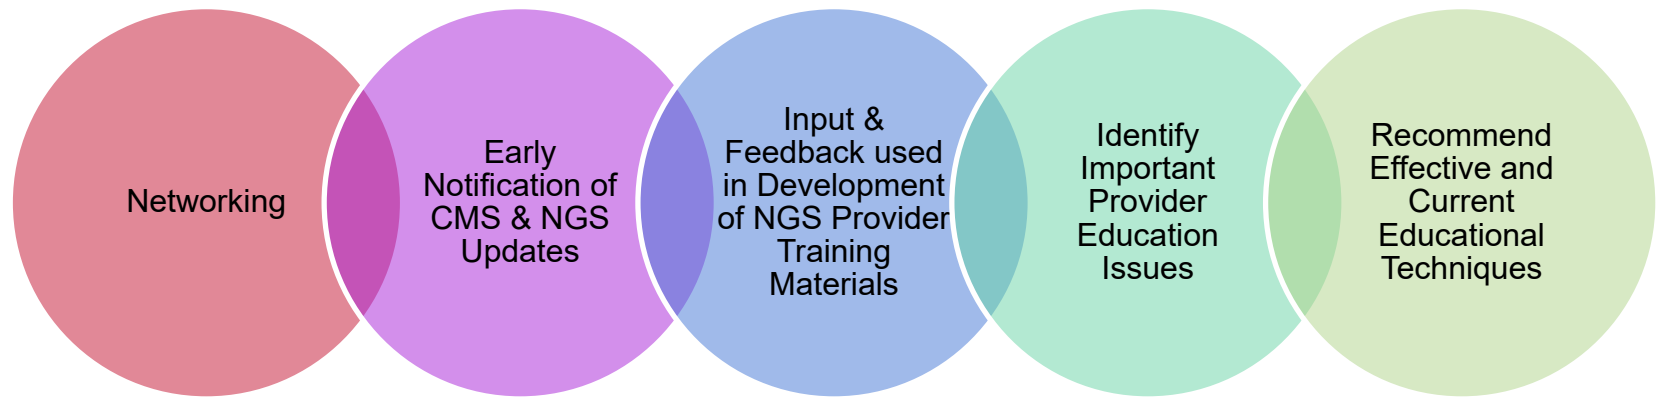 Networking
Early
Notification of
CMS & NGS
Updates
Input &
Feedback used
in Development
of NGS Provider
Training
Materials
Identify
Important
Provider
Education
Issues
Recommend
Effective and
Current
Educational
Techniques